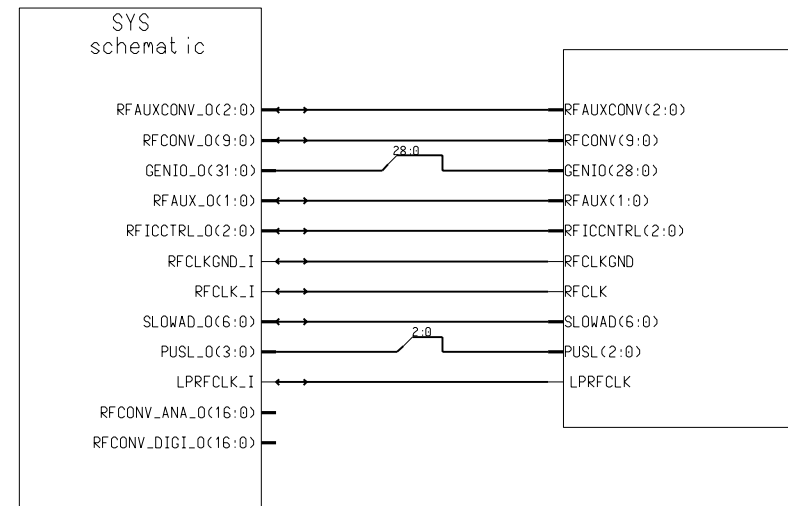 SYS
schematic
RFAUXCONV_O(2:0) RFAUXCONV(2:0)
RFCONV_O(9:0) RFCONV(9:0)
28:0
GENIO_O(31:0) GENIO(28:0)
RFAUX_O(1:0) RFAUX(1:0)
RFICCTRL_O(2:0) RFICCNTRL(2:0)
RFCLKGND_I RFCLKGND
RFCLK_I RFCLK
SLOWAD_O(6:0) SLOWAD(6:0)
2:0
PUSL_O(3:0) PUSL(2:0)
LPRFCLK_I LPRFCLK
RFCONV_ANA_O(16:0)
RFCONV_DIGI_O(16:0)